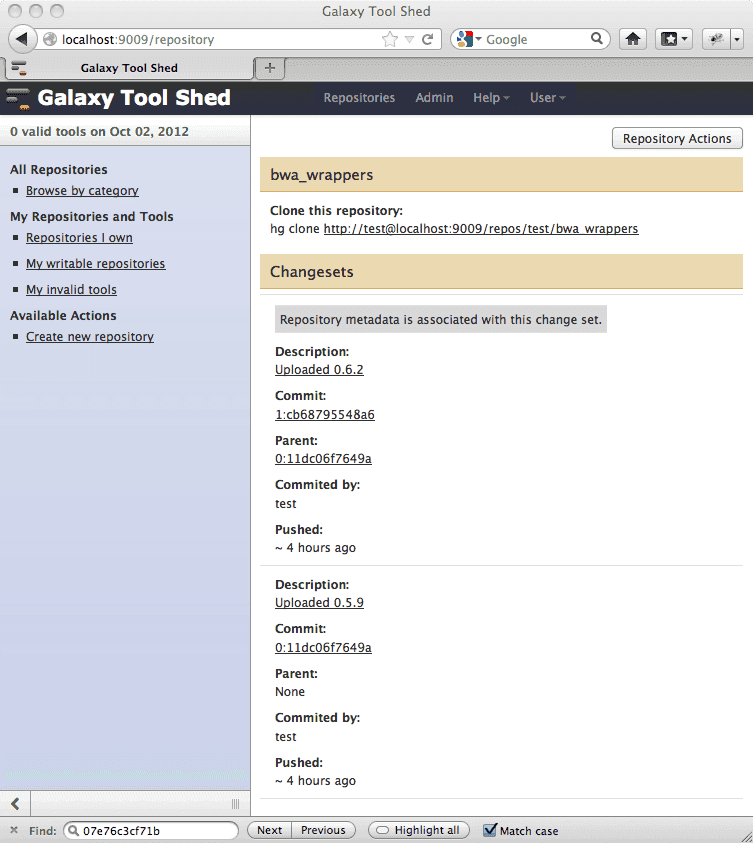 Galaxy Tool Shed
localhost:9009/repository
Google
Galaxy Tool Shed
Galaxy Tool Shed
Repositories
Admin
Help
User
0 valid tools on Oct 02, 2012
All Repositories
Browse by category
My Repositories and Tools
Repositories I own
My writable repositories
My invalid tools
Available Actions
Create new repository
Repository Actions
bwa_wrappers
Clone this repository:
hg clone http://test@localhost:9009/repos/test/bwa_wrappers
Changesets
Repository metadata is associated with this change set.
Description:
Uploaded 0.6.2
Commit:
1:cb68795548a6
Parent:
0:11dc06f7649a
Commited by:
test
Pushed:
~ 4 hours ago
Description:
Uploaded 0.5.9
Commit:
0:11dc06f7649a
Parent:
None
Commited by:
test
Pushed:
~ 4 hours ago
Find:
07e76c3cf71b
Next
Previous
Highlight all
Match case